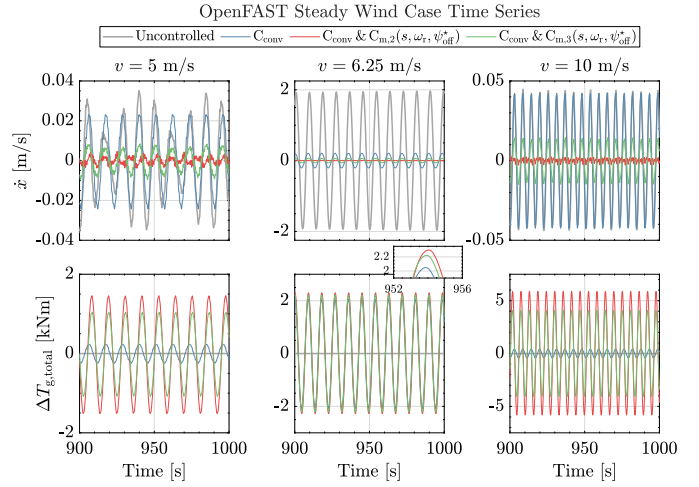 OpenFAST Steady Wind Case Time Series
Uncontrolled C_conv C_conv & C_m,2(s, ω_r, ψ*_off) C_conv & C_m,3(s, ω_r, ψ*_off)
v = 5 m/s v = 6.25 m/s v = 10 m/s
0.04 2 0.05
0.02
0 0 0
-0.02
-0.04 -2 -0.05
ẋ [m/s]
2.2
2
952 956
2 2 5
0 0 0
-2 -2 -5
ΔT_g,total [kNm]
900 950 1000 900 950 1000 900 950 1000
Time [s] Time [s] Time [s]